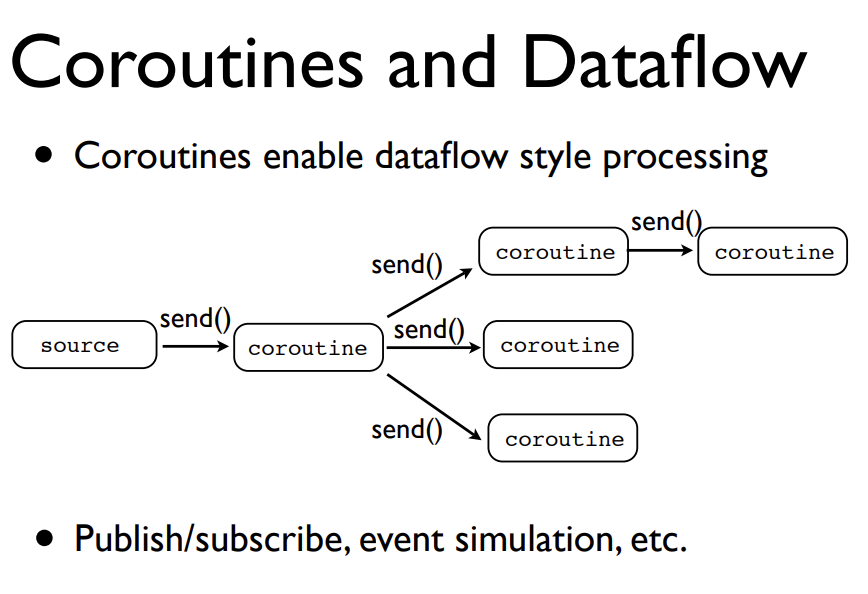 Coroutines and Dataflow
• Coroutines enable dataflow style processing
send()
coroutine
coroutine
send()
send()
source
coroutine
send()
coroutine
send()
coroutine
• Publish/subscribe, event simulation, etc.